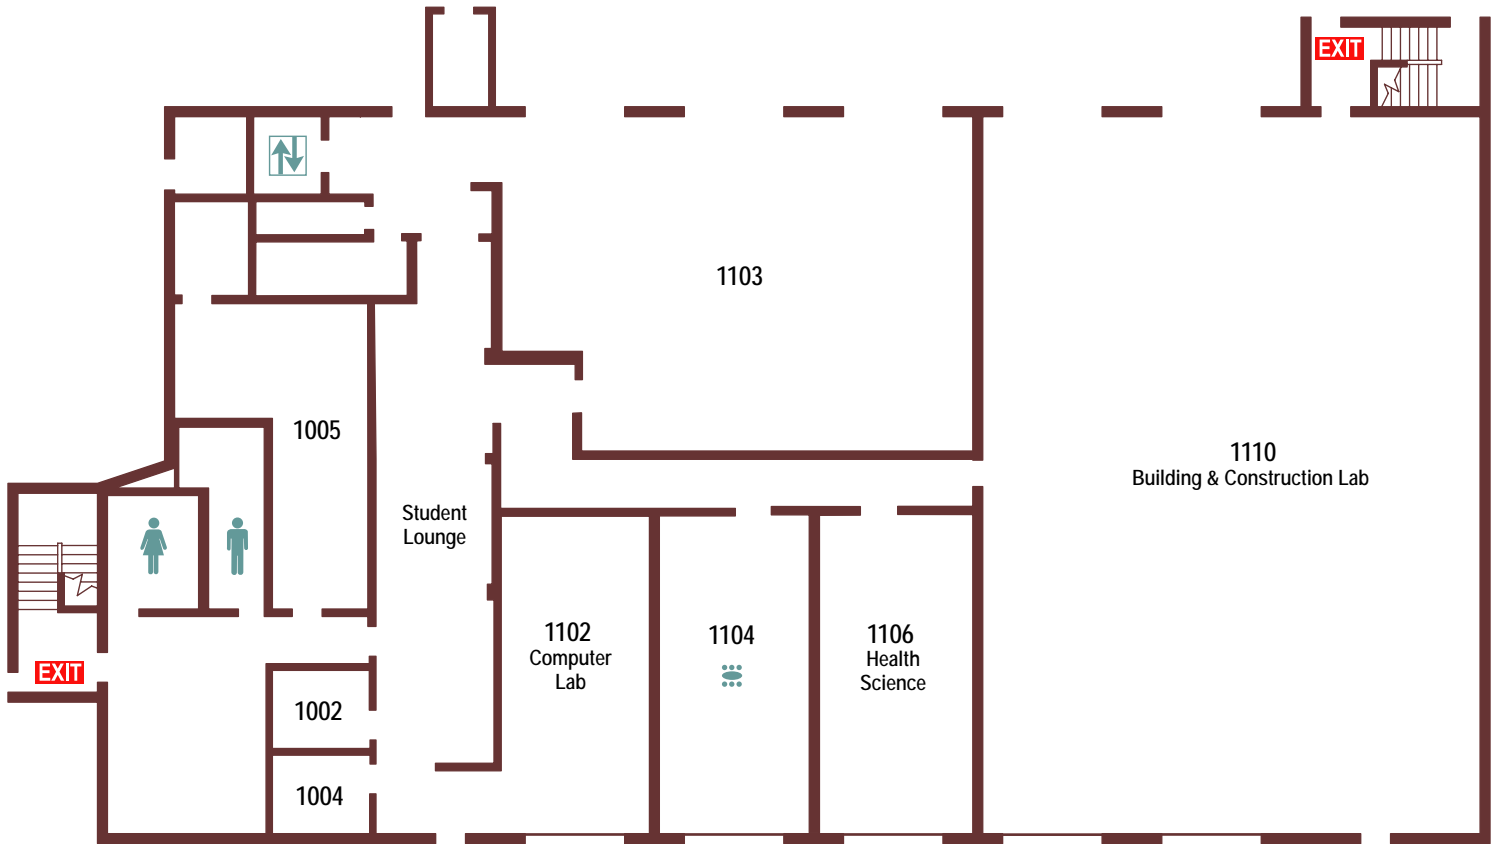 EXIT
1103
1005
1110
Building & Construction Lab
Student
Lounge
1102
Computer
Lab
1104
1106
Health
Science
EXIT
1002
1004